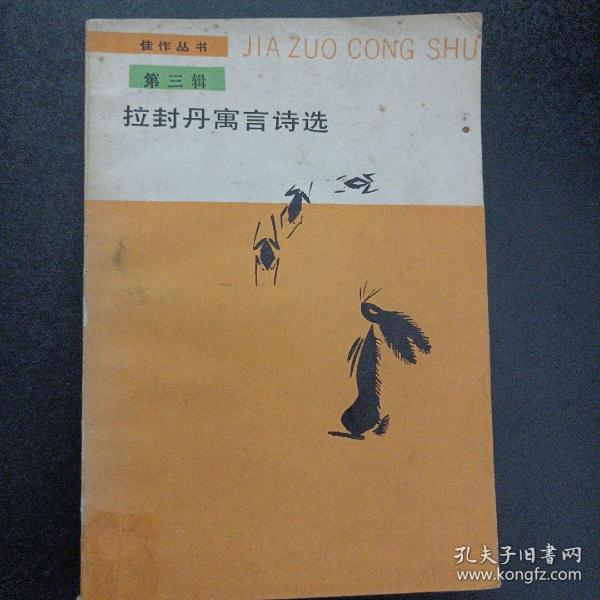 佳作丛书 JIA ZUO CONG SHU
第三辑
拉封丹寓言诗选
孔夫子旧书网
www.kongfz.com